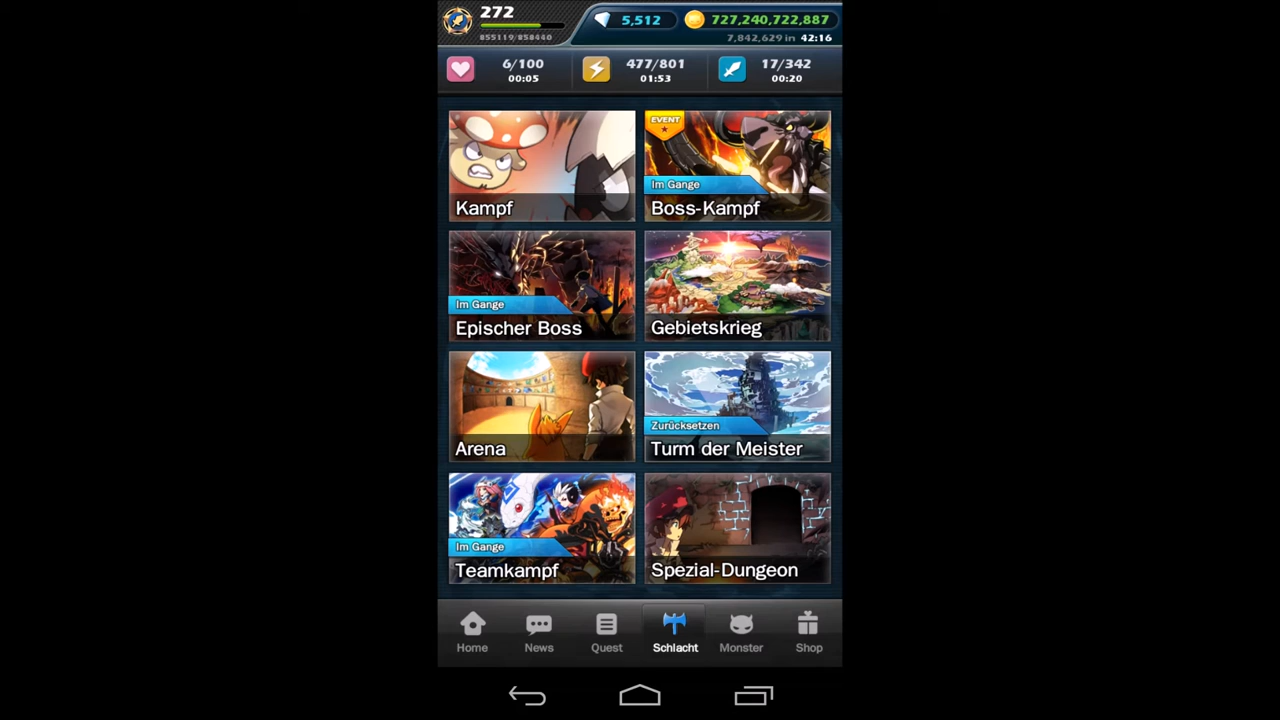 272
5,512
727,240,722,887
855119/858440
7,842,629 in 42:16
6/100
477/801
17/342
00:05
01:53
00:20
EVENT
Kampf
Im Gange
Boss-Kampf
Im Gange
Epischer Boss
Gebietskrieg
Arena
Zurücksetzen
Turm der Meister
Im Gange
Teamkampf
Spezial-Dungeon
Home
News
Quest
Schlacht
Monster
Shop